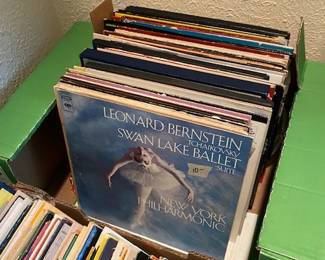 LEONARD BERNSTEIN
TCHAIKOVSKY
SWAN LAKE BALLET
SUITE
NEW YORK
PHILHARMONIC